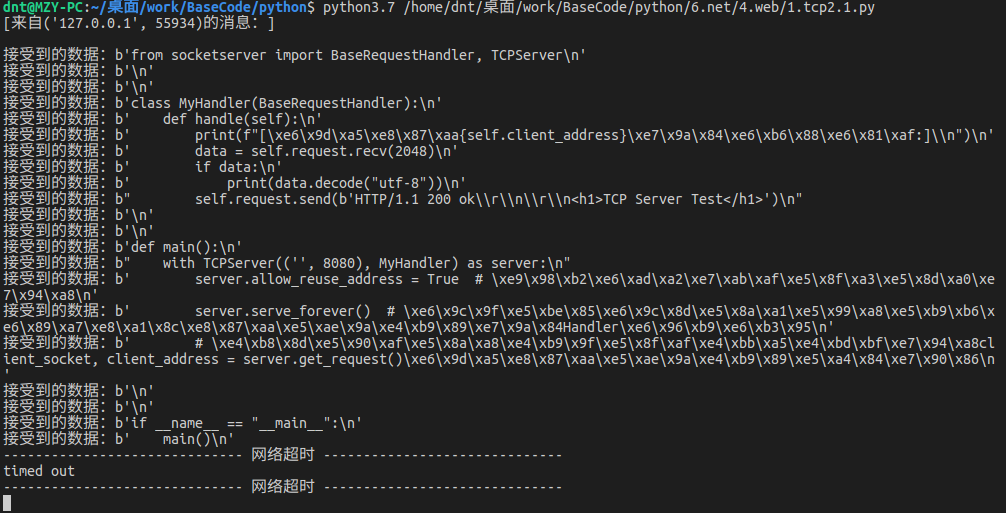 dnt@MZY-PC:~/桌面/work/BaseCode/python$ python3.7 /home/dnt/桌面/work/BaseCode/python/6.net/4.web/1.tcp2.1.py
[来自('127.0.0.1', 55934)的消息：]

接受到的数据：b'from socketserver import BaseRequestHandler, TCPServer\n'
接受到的数据：b'\n'
接受到的数据：b'\n'
接受到的数据：b'class MyHandler(BaseRequestHandler):\n'
接受到的数据：b'    def handle(self):\n'
接受到的数据：b'        print(f"[\xe6\x9d\xa5\xe8\x87\xaa{self.client_address}\xe7\x9a\x84\xe6\xb6\x88\xe6\x81\xaf:]\\n")\n'
接受到的数据：b'        data = self.request.recv(2048)\n'
接受到的数据：b'        if data:\n'
接受到的数据：b'            print(data.decode("utf-8"))\n'
接受到的数据：b"        self.request.send(b'HTTP/1.1 200 ok\\r\\n\\r\\n<h1>TCP Server Test</h1>')\n"
接受到的数据：b'\n'
接受到的数据：b'\n'
接受到的数据：b'def main():\n'
接受到的数据：b"    with TCPServer(('', 8080), MyHandler) as server:\n"
接受到的数据：b'        server.allow_reuse_address = True  # \xe9\x98\xb2\xe6\xad\xa2\xe7\xab\xaf\xe5\x8f\xa3\xe5\x8d\xa0\xe
7\x94\xa8\n'
接受到的数据：b'        server.serve_forever()  # \xe6\x9c\x9f\xe5\xbe\x85\xe6\x9c\x8d\xe5\x8a\xa1\xe5\x99\xa8\xe5\xb9\xb6\x
e6\x89\xa7\xe8\xa1\x8c\xe8\x87\xaa\xe5\xae\x9a\xe4\xb9\x89\xe7\x9a\x84Handler\xe6\x96\xb9\xe6\xb3\x95\n'
接受到的数据：b'        # \xe4\xb8\x8d\xe5\x90\xaf\xe5\x8a\xa8\xe4\xb9\x9f\xe5\x8f\xaf\xe4\xbb\xa5\xe4\xbd\xbf\xe7\x94\xa8cl
ient_socket, client_address = server.get_request()\xe6\x9d\xa5\xe8\x87\xaa\xe5\xae\x9a\xe4\xb9\x89\xe5\xa4\x84\xe7\x90\x86\n
'
接受到的数据：b'\n'
接受到的数据：b'\n'
接受到的数据：b'if __name__ == "__main__":\n'
接受到的数据：b'    main()\n'
------------------------------ 网络超时 ------------------------------
timed out
------------------------------ 网络超时 ------------------------------